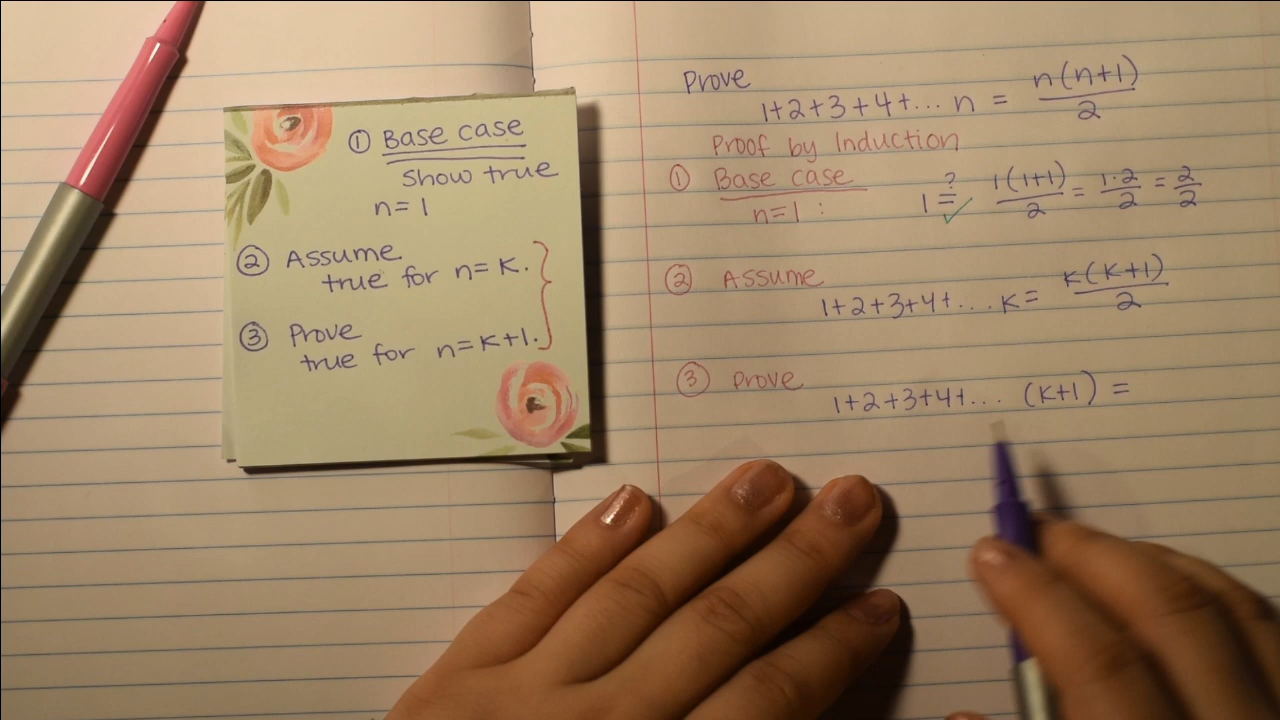 ① Base case
show true
n=1
② Assume
true for n=k.
③ Prove
true for n=k+1.
Prove
1+2+3+4+... n = n(n+1)/2
Proof by Induction
① Base case
n=1 :
1 ?= 1(1+1)/2 = 1·2/2 = 2/2 ✓
② Assume
1+2+3+4+... k = k(k+1)/2
③ Prove
1+2+3+4+... (k+1) =